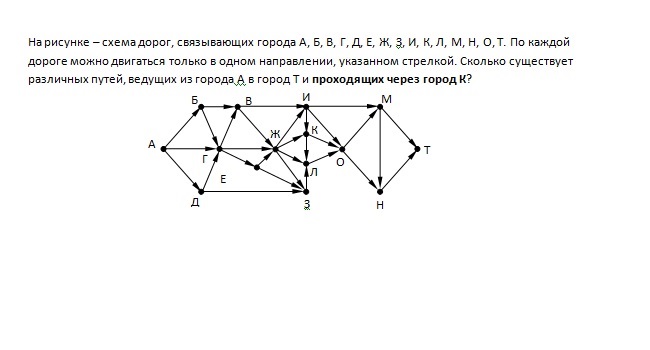 На рисунке – схема дорог, связывающих города А, Б, В, Г, Д, Е, Ж, З, И, К, Л, М, Н, О, Т. По каждой
дороге можно двигаться только в одном направлении, указанном стрелкой. Сколько существует
различных путей, ведущих из города А в город Т и проходящих через город К?
Б В И М
А Г Ж К О Т
Е Л
Д З Н